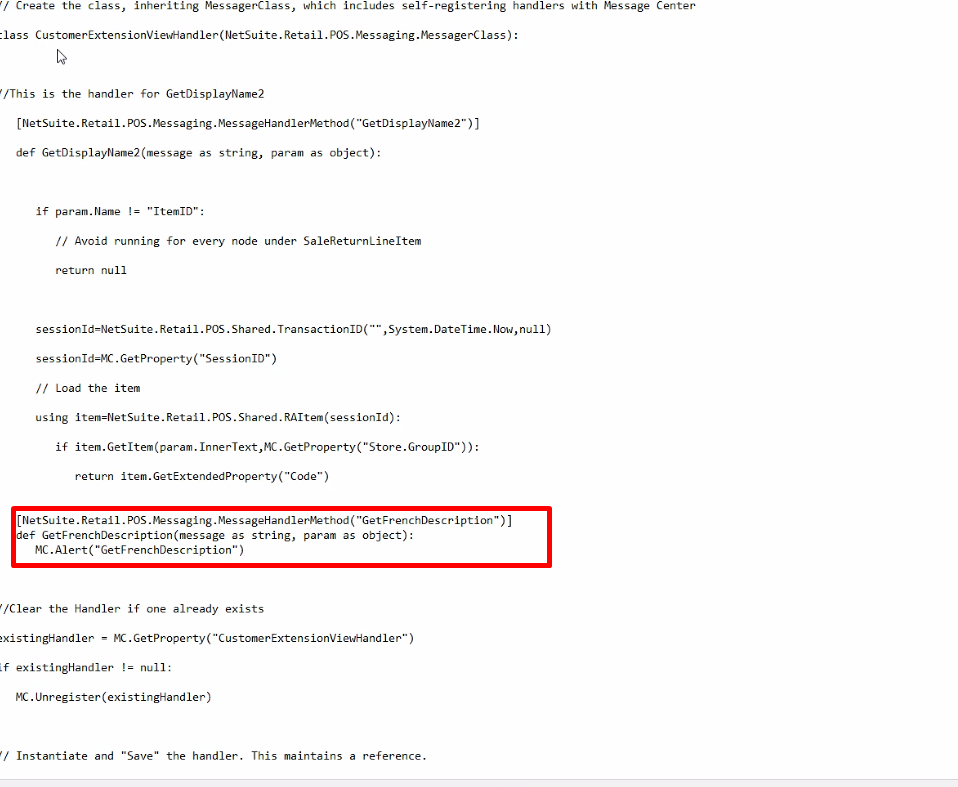 // Create the class, inheriting MessagerClass, which includes self-registering handlers with Message Center
class CustomerExtensionViewHandler(NetSuite.Retail.POS.Messaging.MessagerClass):
//This is the handler for GetDisplayName2
[NetSuite.Retail.POS.Messaging.MessageHandlerMethod("GetDisplayName2")]
def GetDisplayName2(message as string, param as object):
if param.Name != "ItemID":
// Avoid running for every node under SaleReturnLineItem
return null
sessionId=NetSuite.Retail.POS.Shared.TransactionID("",System.DateTime.Now,null)
sessionId=MC.GetProperty("SessionID")
// Load the item
using item=NetSuite.Retail.POS.Shared.RAItem(sessionId):
if item.GetItem(param.InnerText,MC.GetProperty("Store.GroupID")):
return item.GetExtendedProperty("Code")
[NetSuite.Retail.POS.Messaging.MessageHandlerMethod("GetFrenchDescription")]
def GetFrenchDescription(message as string, param as object):
MC.Alert("GetFrenchDescription")
//Clear the Handler if one already exists
existingHandler = MC.GetProperty("CustomerExtensionViewHandler")
if existingHandler != null:
MC.Unregister(existingHandler)
// Instantiate and "Save" the handler. This maintains a reference.